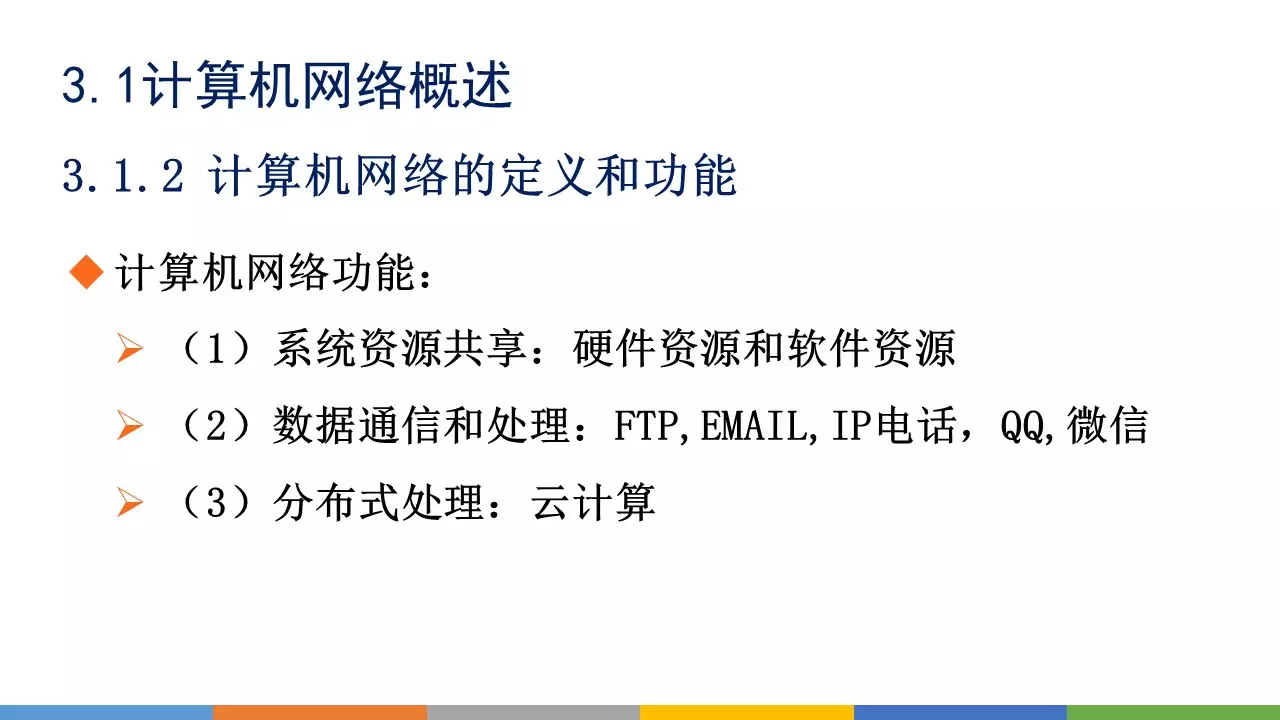 3.1计算机网络概述
3.1.2 计算机网络的定义和功能
计算机网络功能：
（1）系统资源共享：硬件资源和软件资源
（2）数据通信和处理：FTP,EMAIL,IP电话，QQ,微信
（3）分布式处理：云计算